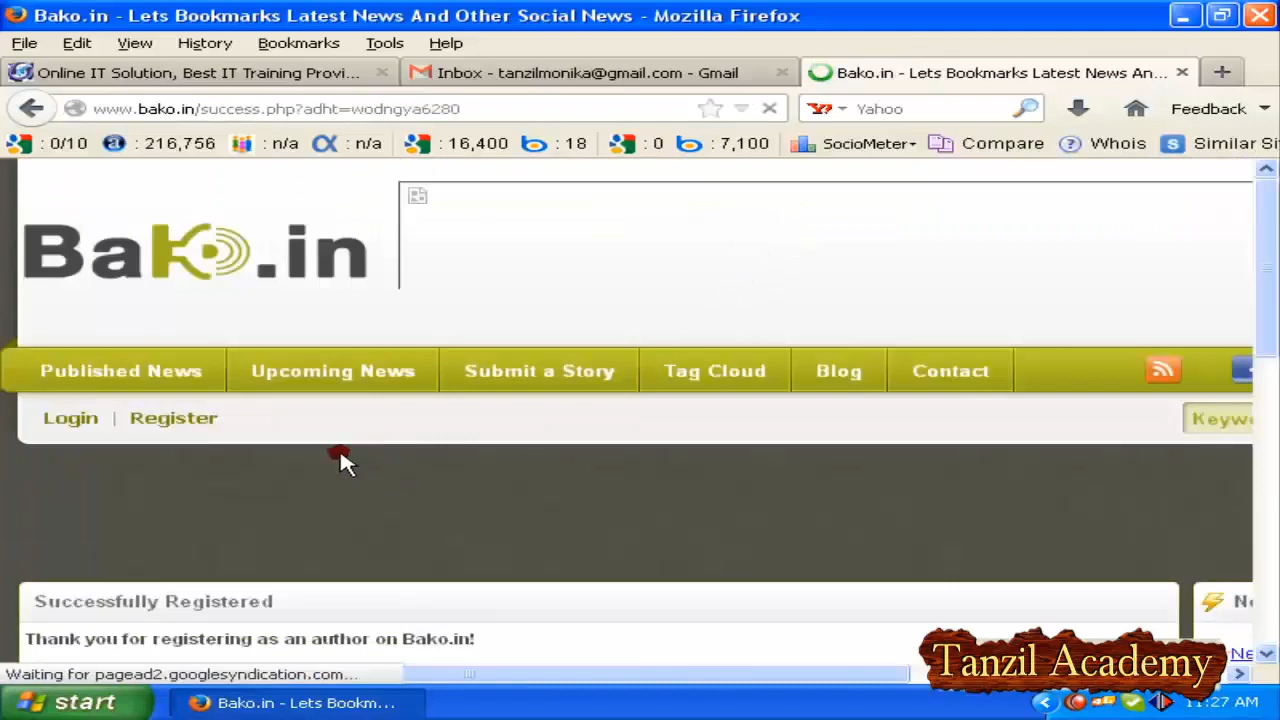 Bako.in - Lets Bookmarks Latest News And Other Social News - Mozilla Firefox
File Edit View History Bookmarks Tools Help
Online IT Solution, Best IT Training Provi... Inbox - tanzilmonika@gmail.com - Gmail Bako.in - Lets Bookmarks Latest News An...
www.bako.in/success.php?adht=wodngya6280 Yahoo Feedback
: 0/10 : 216,756 : n/a : n/a : 16,400 : 18 : 0 : 7,100 SocioMeter Compare Whois Similar Sit
Bako.in
Published News Upcoming News Submit a Story Tag Cloud Blog Contact
Login | Register Keyw
Successfully Registered
Thank you for registering as an author on Bako.in!
Ne
Tanzil Academy
Waiting for pagead2.googlesyndication.com...
start Bako.in - Lets Bookm... 11:27 AM